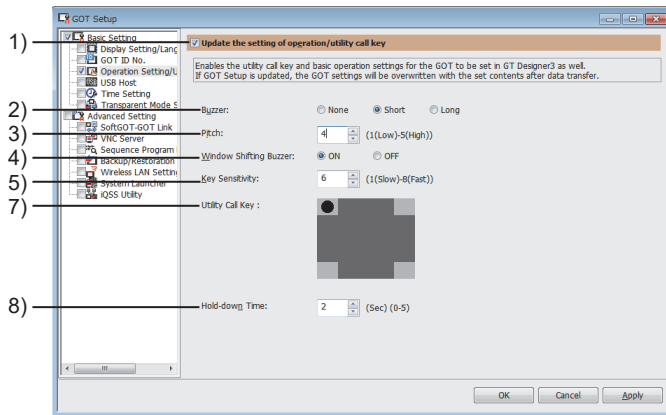 GOT Setup
1)
Basic Setting
Display Setting/Lang
GOT ID No.
Operation Setting/U
USB Host
Time Setting
Transparent Mode S
Advanced Setting
SoftGOT-GOT Link
VNC Server
Sequence Program
Backup/Restoration
Wireless LAN Settin
System Launcher
iQSS Utility
Update the setting of operation/utility call key
Enables the utility call key and basic operation settings for the GOT to be set in GT Designer3 as well.
If GOT Setup is updated, the GOT settings will be overwritten with the set contents after data transfer.
2) Buzzer: None Short Long
3) Pitch: 4 (1(Low)-5(High))
4) Window Shifting Buzzer: ON OFF
5) Key Sensitivity: 6 (1(Slow)-8(Fast))
7) Utility Call Key :
8) Hold-down Time: 2 (Sec) (0-5)
OK Cancel Apply